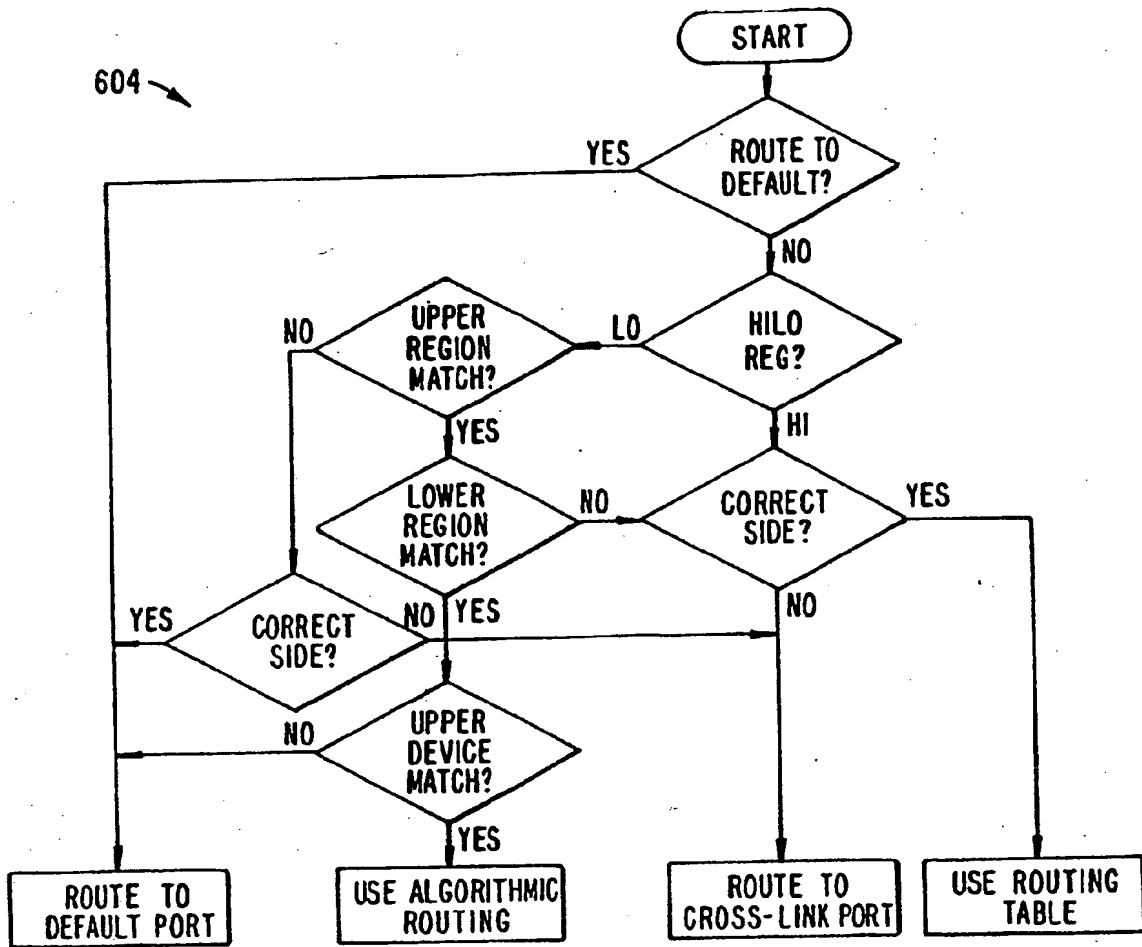 START
604
YES
ROUTE TO
DEFAULT?
NO
NO
UPPER
REGION
MATCH?
LO
HILO
REG?
YES
HI
LOWER
REGION
MATCH?
NO
CORRECT
SIDE?
YES
YES
CORRECT
SIDE?
NO
YES
NO
NO
UPPER
DEVICE
MATCH?
YES
ROUTE TO
DEFAULT PORT
USE ALGORITHMIC
ROUTING
ROUTE TO
CROSS-LINK PORT
USE ROUTING
TABLE